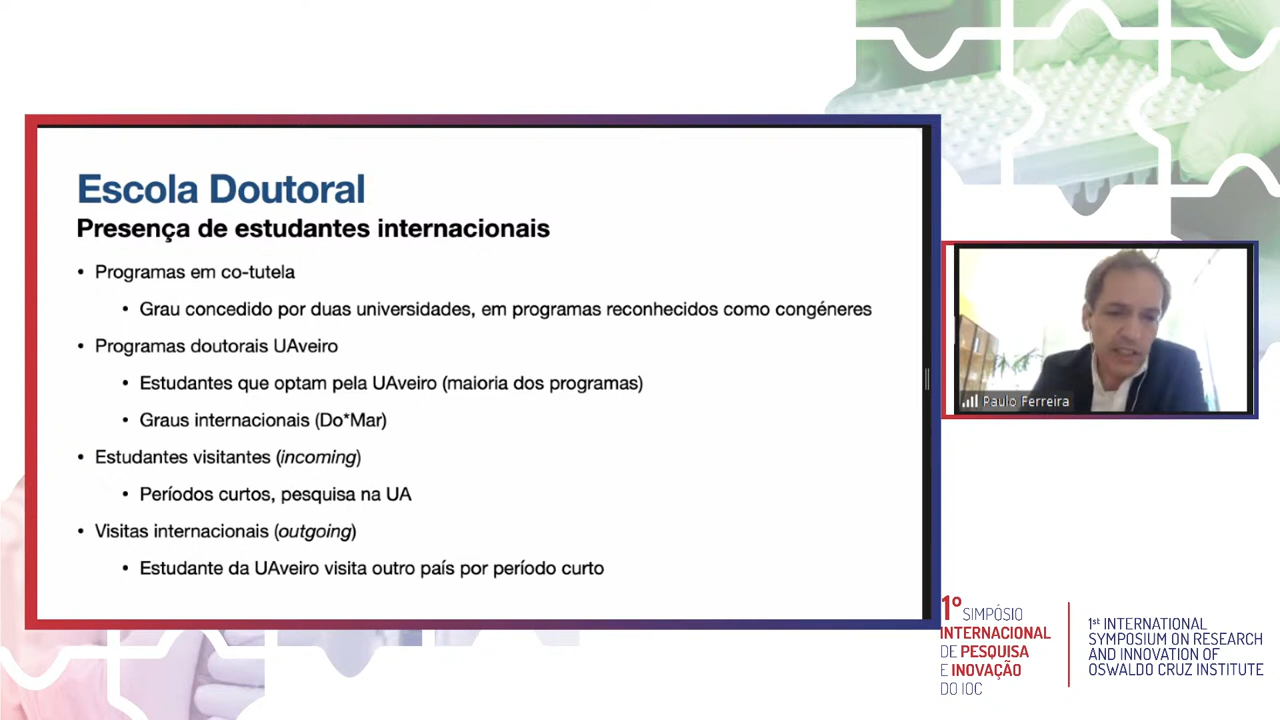 Escola Doutoral
Presença de estudantes internacionais
• Programas em co-tutela
• Grau concedido por duas universidades, em programas reconhecidos como congéneres
• Programas doutorais UAveiro
• Estudantes que optam pela UAveiro (maioria dos programas)
• Graus internacionais (Do*Mar)
• Estudantes visitantes (incoming)
• Períodos curtos, pesquisa na UA
• Visitas internacionais (outgoing)
• Estudante da UAveiro visita outro país por período curto
Paulo Ferreira
1º SIMPÓSIO
INTERNACIONAL
DE PESQUISA
E INOVAÇÃO
DO IOC
1st INTERNATIONAL
SYMPOSIUM ON RESEARCH
AND INNOVATION OF
OSWALDO CRUZ INSTITUTE